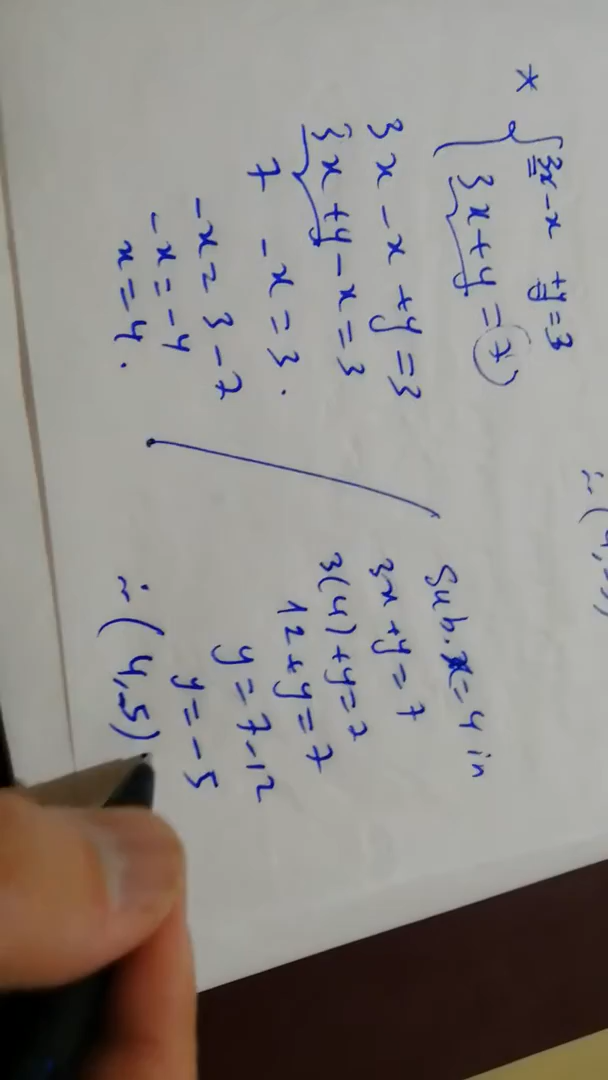 * 3x - x + y = 3
3x + y = 7
3x - x + y = 3
3x + y - x = 3
7 - x = 3.
-x = 3 - 7
-x = -4
x = 4.
Sub. x = 4 in
3x + y = 7
3(4) + y = 7
12 + y = 7
y = 7 - 12
y = -5
∴ (4, -5)